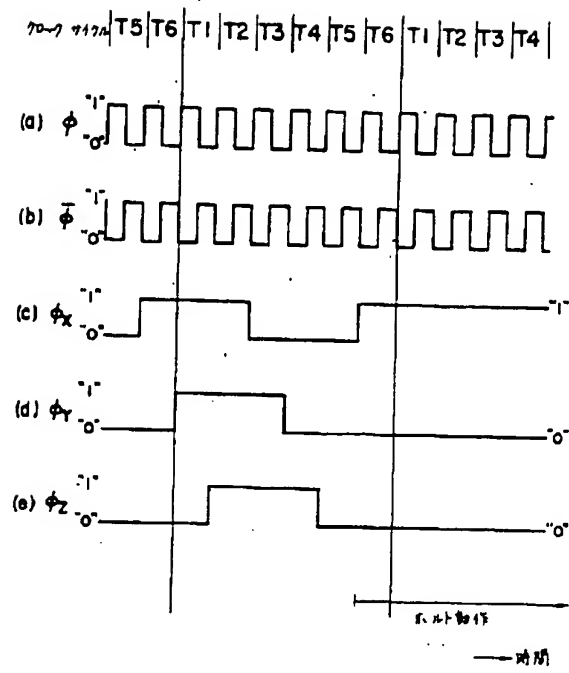 クロック サイクル T5 T6 T1 T2 T3 T4 T5 T6 T1 T2 T3 T4
(a) φ "1" "0"
(b) φ̄ "1" "0"
(c) φX "1" "0" "1"
(d) φY "1" "0" "0"
(e) φZ "1" "0" "0"
ホルト動作
時間